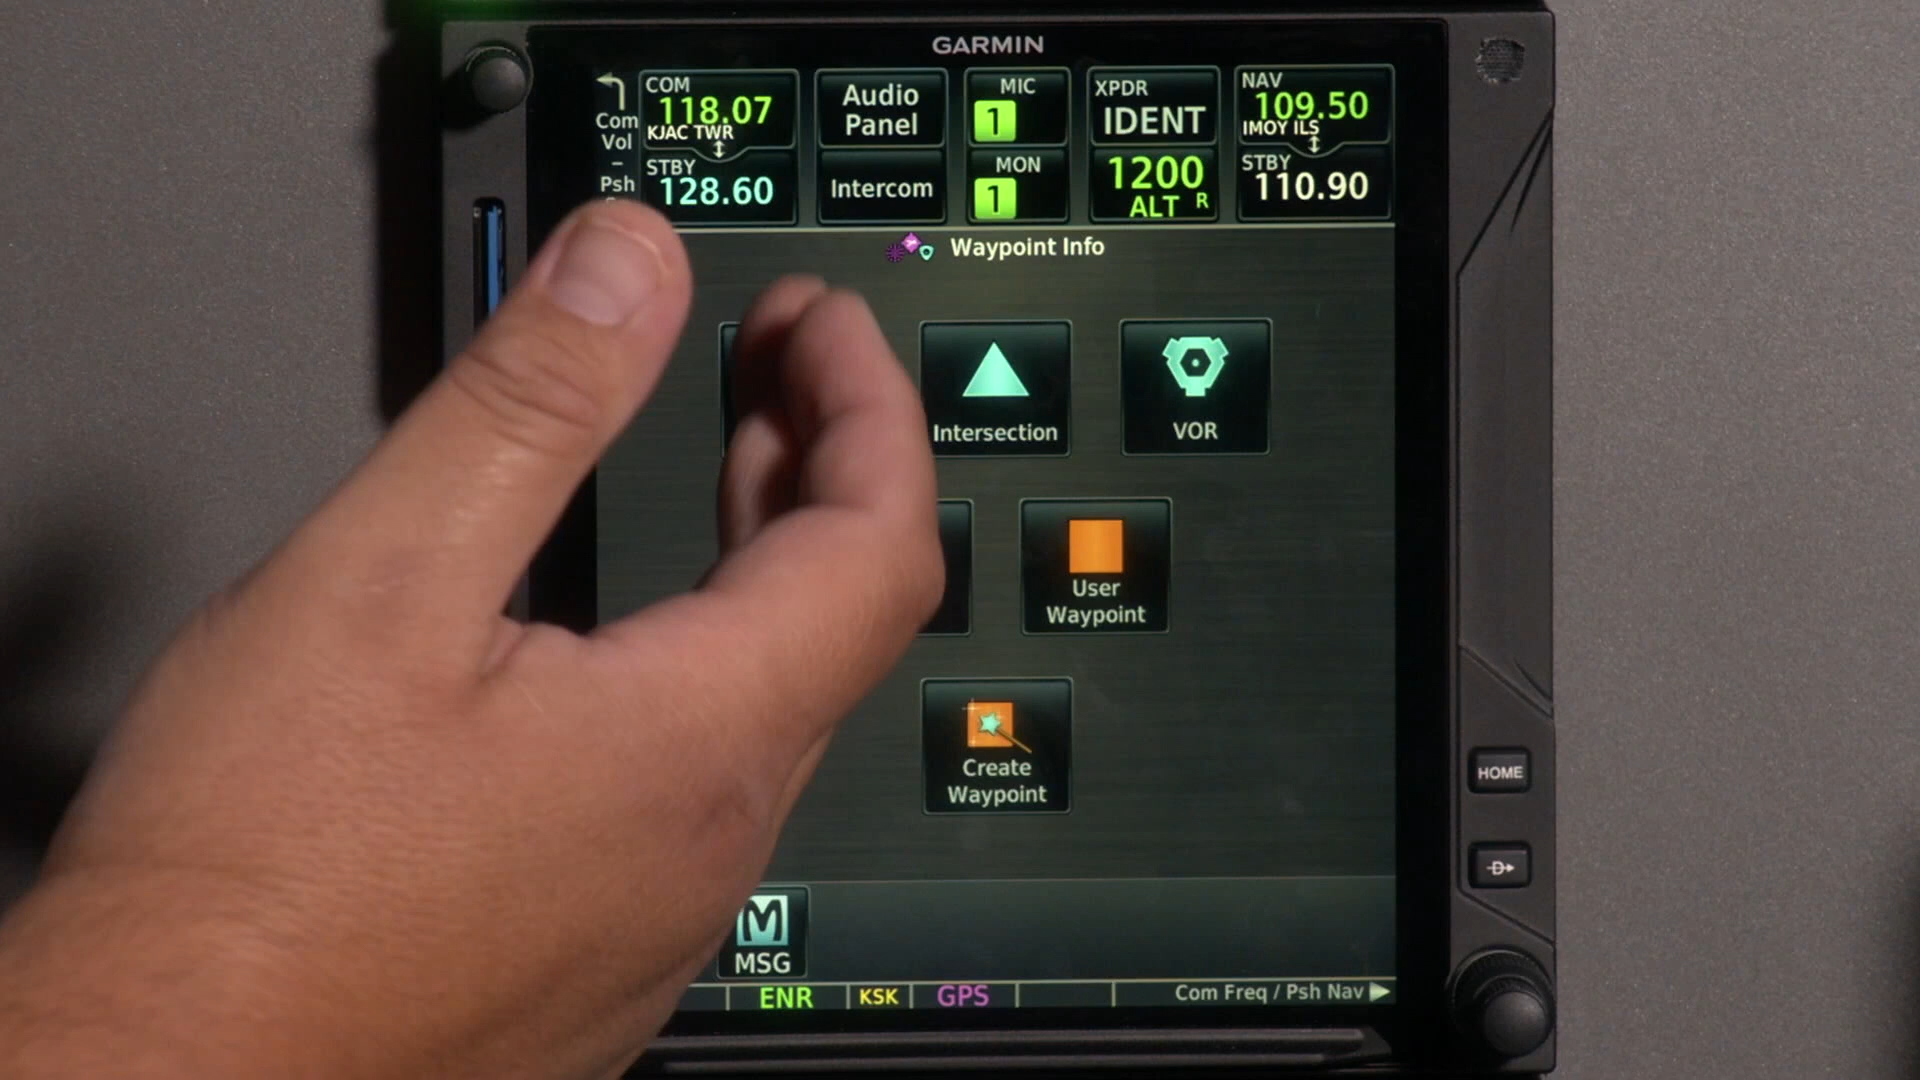 GARMIN
Com
Vol
–
Psh
COM
118.07
KJAC TWR
STBY
128.60
Audio
Panel
Intercom
MIC
1
MON
1
XPDR
IDENT
1200
ALT R
NAV
109.50
IMOY ILS
STBY
110.90
Waypoint Info
Intersection
VOR
User
Waypoint
Create
Waypoint
HOME
D
M
MSG
ENR
KSK
GPS
Com Freq / Psh Nav